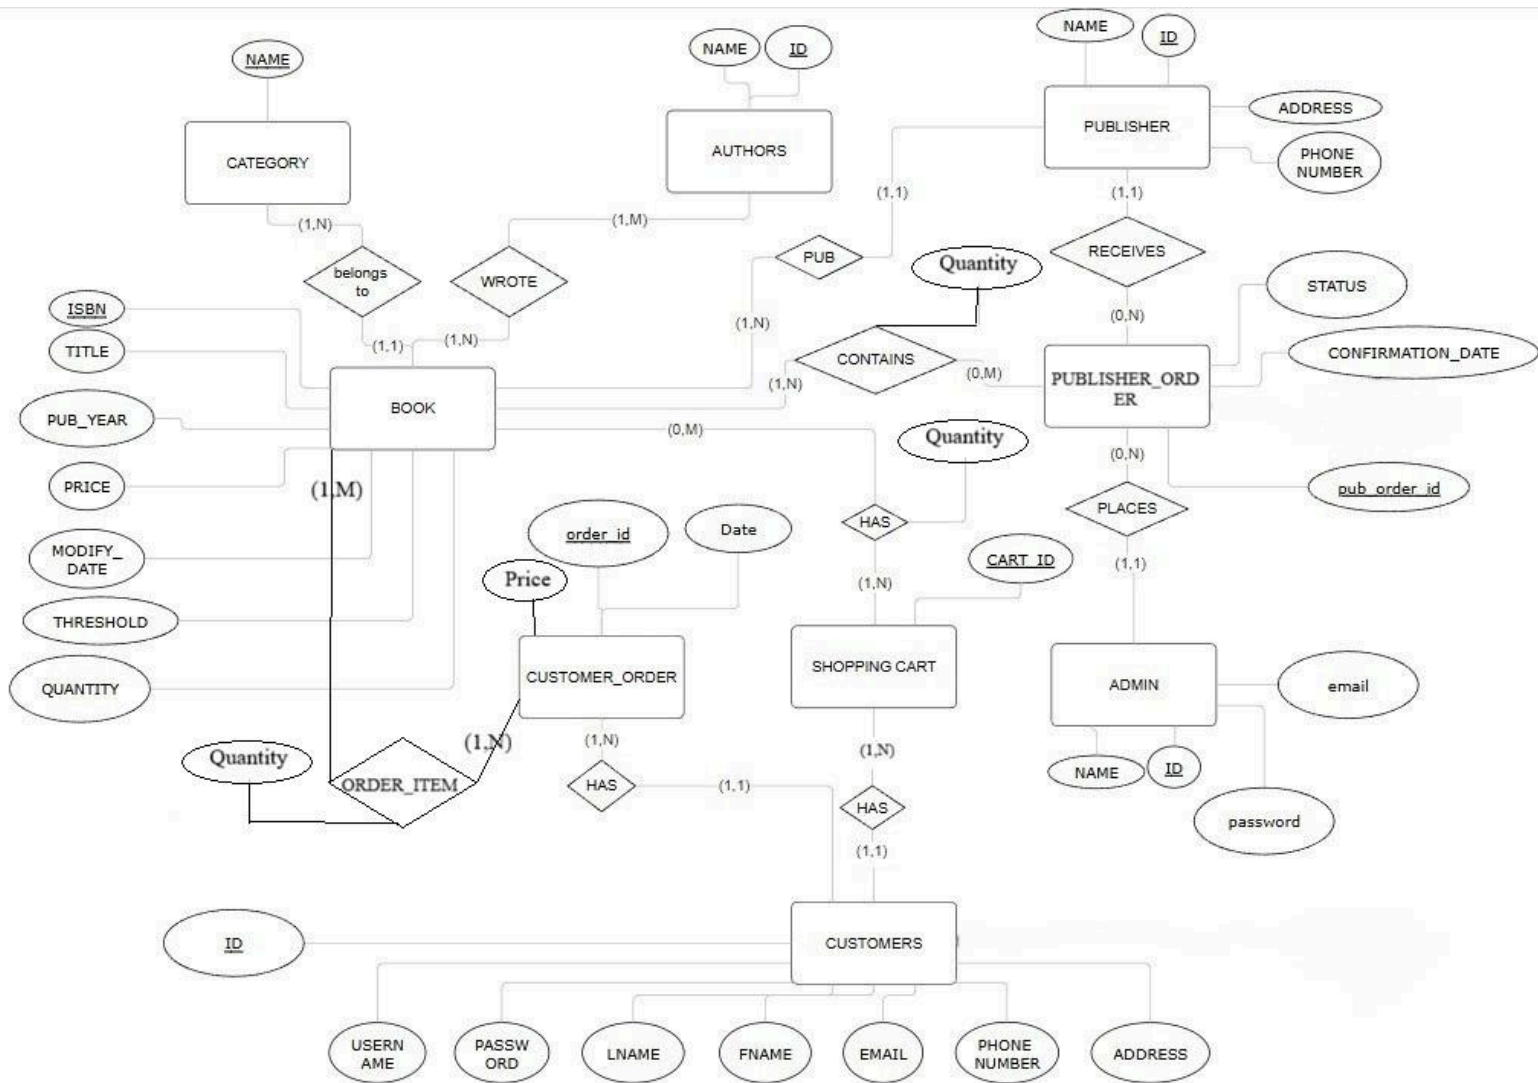 NAME
ID
NAME
ID
NAME
ADDRESS
CATEGORY
AUTHORS
PUBLISHER
PHONE
NUMBER
(1,N)
(1,M)
(1,1)
(1,1)
belongs
to
WROTE
PUB
RECEIVES
Quantity
STATUS
ISBN
TITLE
(1,1)
(1,N)
(1,N)
(0,N)
CONTAINS
CONFIRMATION_DATE
(1,N)
(0,M)
PUBLISHER_ORD
ER
PUB_YEAR
BOOK
(0,M)
Quantity
(0,N)
PRICE
(1,M)
pub_order_id
PLACES
HAS
order_id
Date
MODIFY_
DATE
CART_ID
(1,1)
Price
(1,N)
THRESHOLD
CUSTOMER_ORDER
SHOPPING CART
ADMIN
email
QUANTITY
(1,N)
(1,N)
(1,N)
Quantity
ORDER_ITEM
HAS
(1,1)
HAS
NAME
ID
password
(1,1)
ID
CUSTOMERS
USERN
AME
PASSW
ORD
LNAME
FNAME
EMAIL
PHONE
NUMBER
ADDRESS